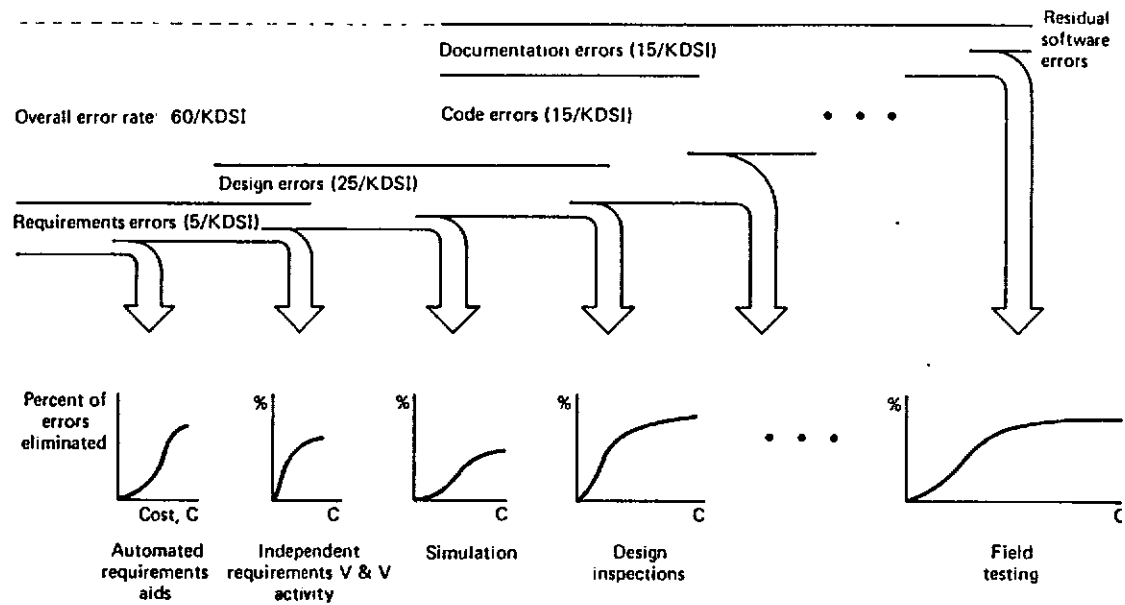 Residual
software
errors
Documentation errors (15/KDSI)
Overall error rate: 60/KDSI
Code errors (15/KDSI)
Design errors (25/KDSI)
Requirements errors (5/KDSI)
Percent of
errors
eliminated
%
%
%
%
Cost, C
C
C
C
C
Automated
requirements
aids
Independent
requirements V & V
activity
Simulation
Design
inspections
Field
testing